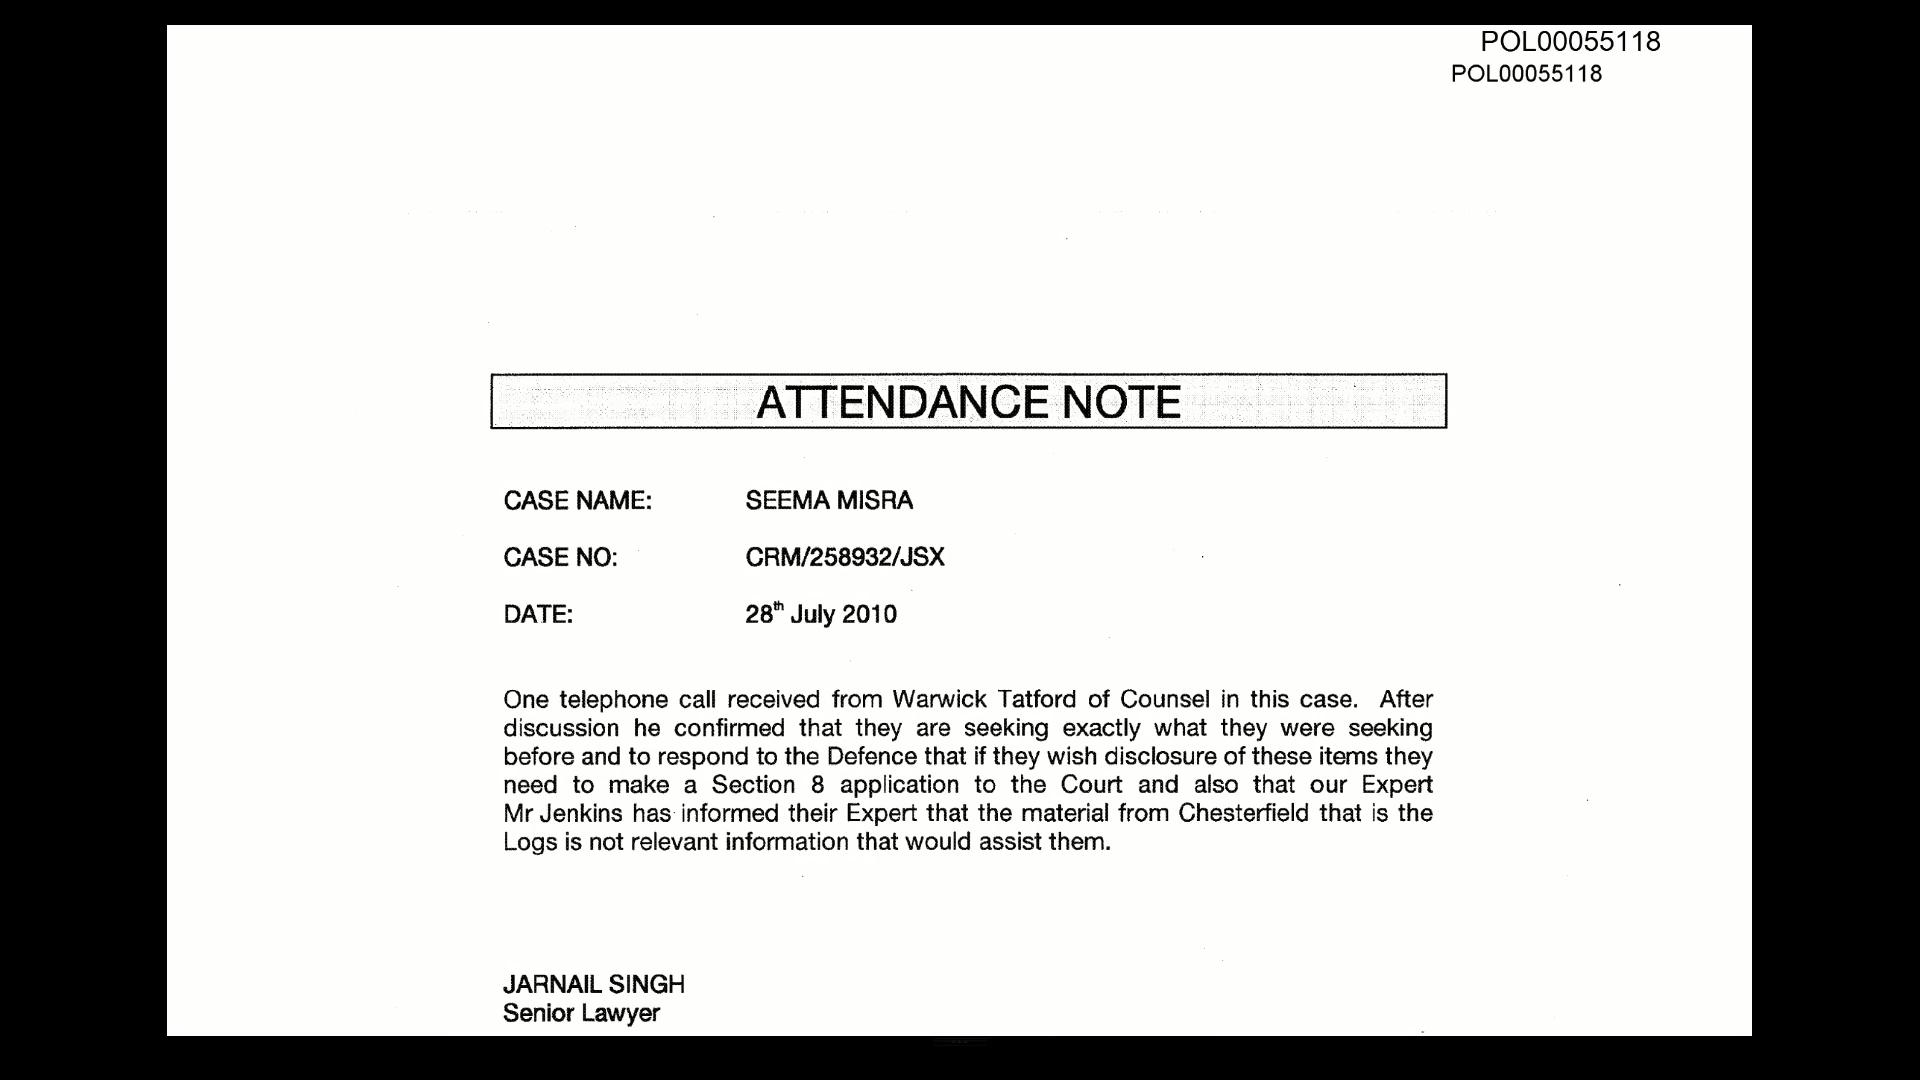 POL00055118
POL00055118
ATTENDANCE NOTE
CASE NAME: SEEMA MISRA
CASE NO: CRM/258932/JSX
DATE: 28th July 2010
One telephone call received from Warwick Tatford of Counsel in this case. After
discussion he confirmed that they are seeking exactly what they were seeking
before and to respond to the Defence that if they wish disclosure of these items they
need to make a Section 8 application to the Court and also that our Expert
Mr Jenkins has informed their Expert that the material from Chesterfield that is the
Logs is not relevant information that would assist them.
JARNAIL SINGH
Senior Lawyer